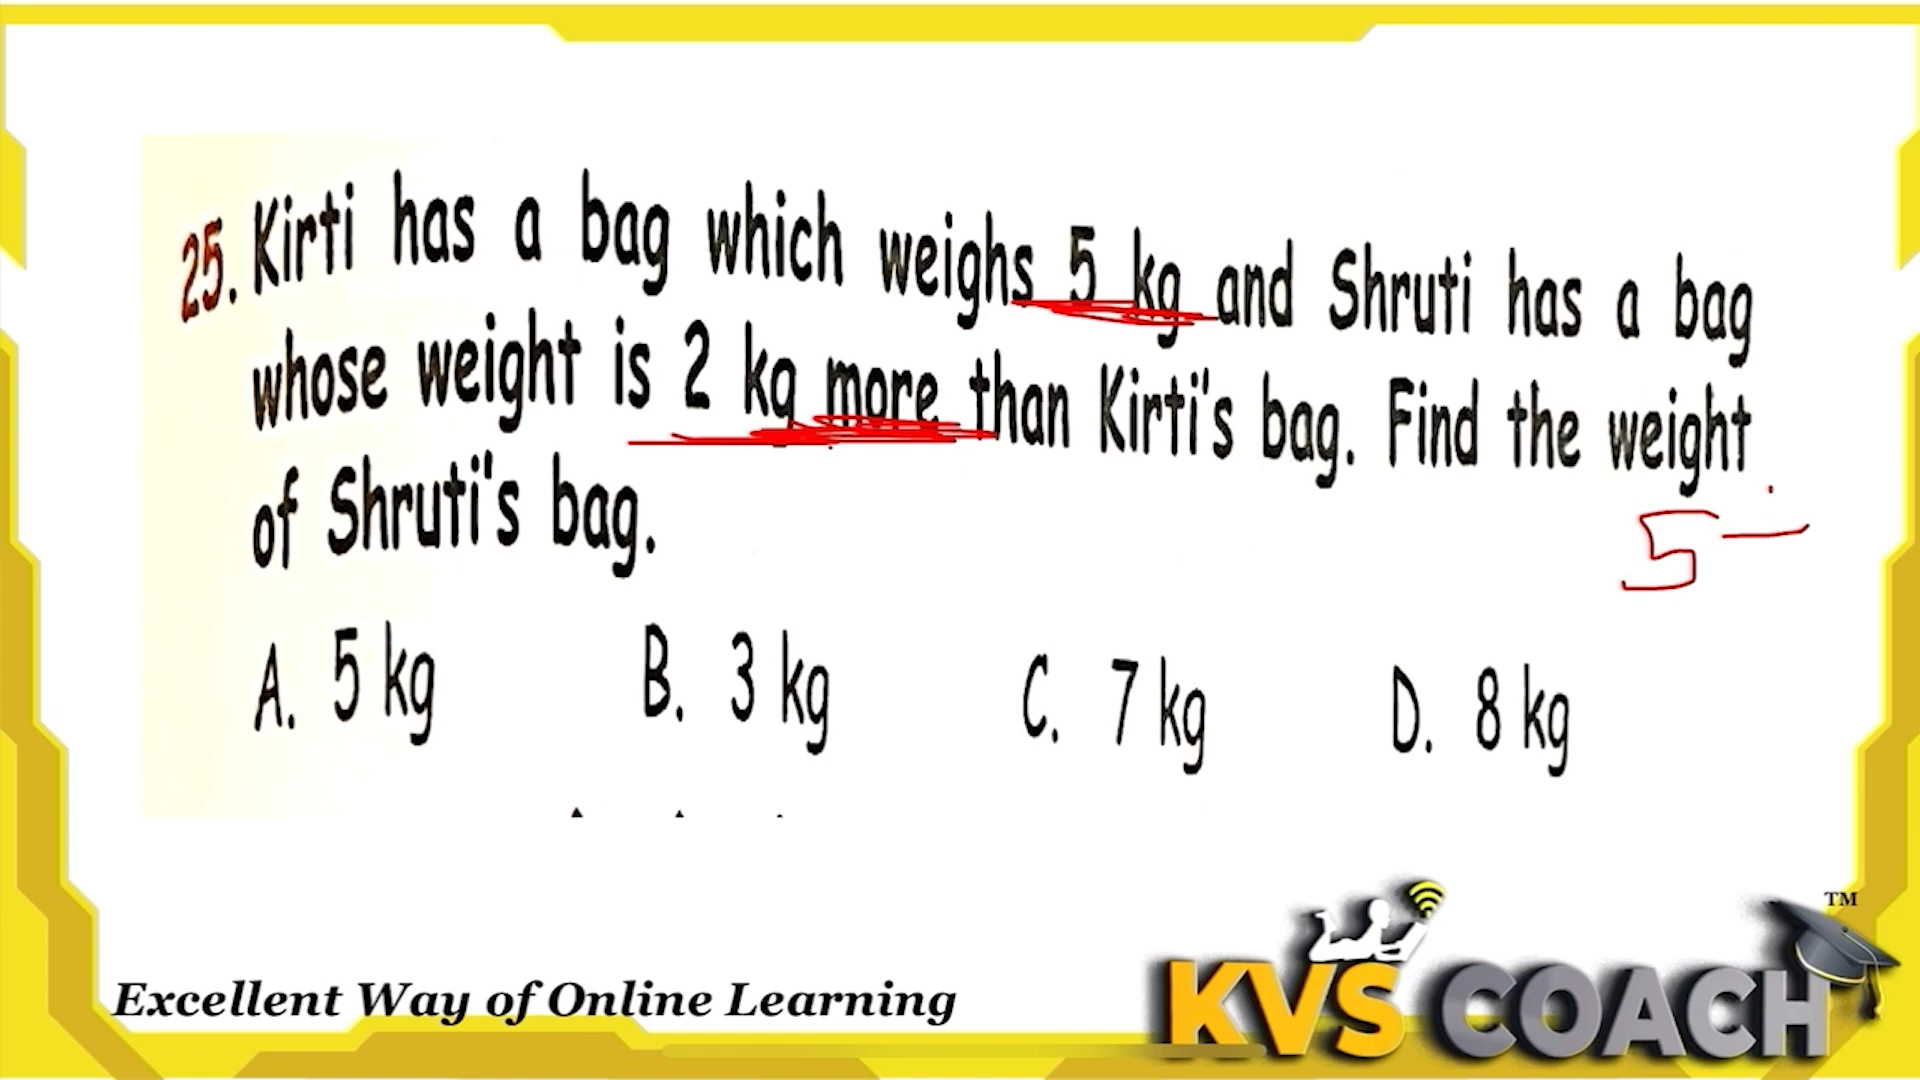 25. Kirti has a bag which weighs 5 kg and Shruti has a bag
whose weight is 2 kg more than Kirti's bag. Find the weight
of Shruti's bag.
5 —
A. 5 kg B. 3 kg C. 7 kg D. 8 kg
Excellent Way of Online Learning
KVS COACH TM